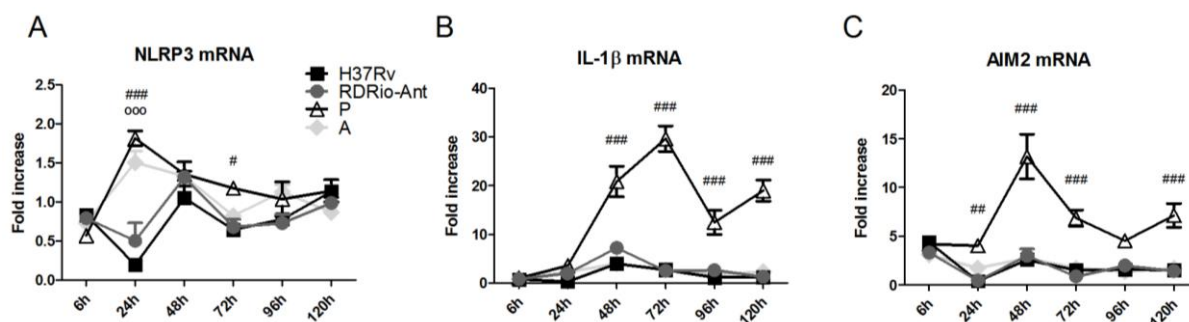 A
NLRP3 mRNA
Fold increase
2.5
2.0
1.5
1.0
0.5
0.0
###
ooo
#
6h
24h
48h
72h
96h
120h
H37Rv
RDRio-Ant
P
A
B
IL-1β mRNA
Fold increase
40
30
20
10
0
###
###
###
###
6h
24h
48h
72h
96h
120h
C
AIM2 mRNA
Fold increase
20
15
10
5
0
##
###
###
###
6h
24h
48h
72h
96h
120h